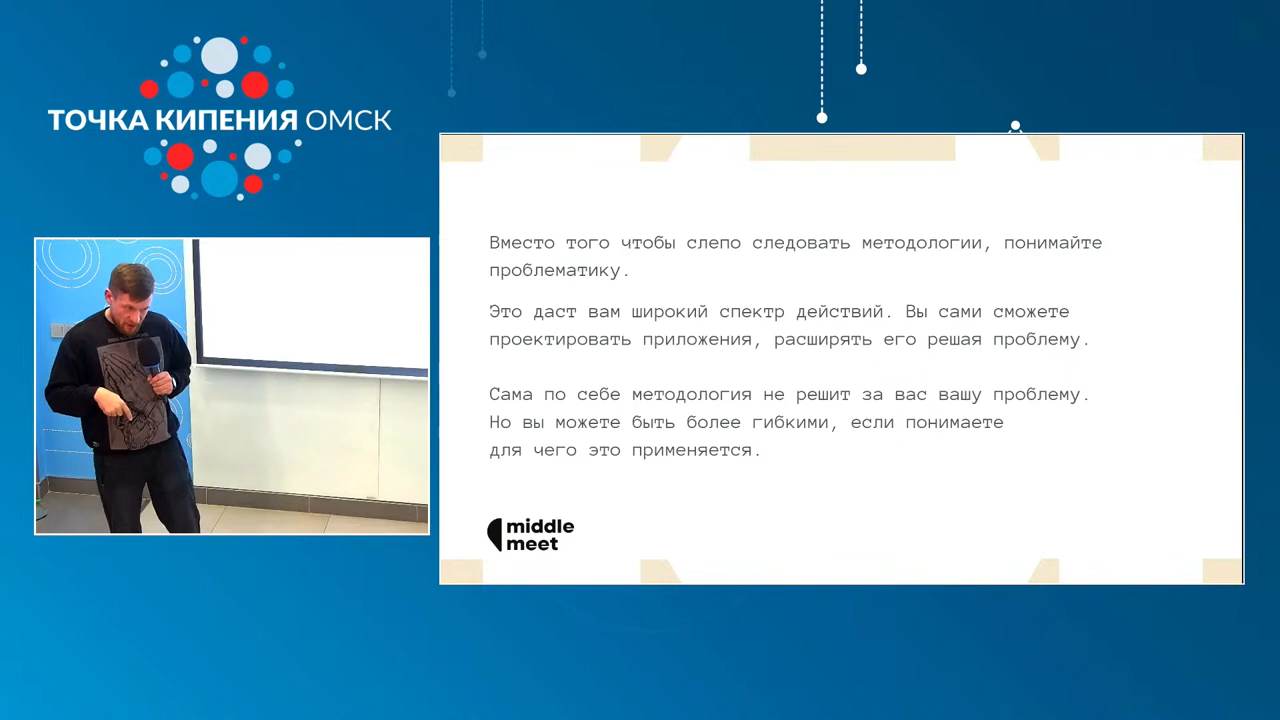 ТОЧКА КИПЕНИЯ ОМСК
Вместо того чтобы слепо следовать методологии, понимайте
проблематику.
Это даст вам широкий спектр действий. Вы сами сможете
проектировать приложения, расширять его решая проблему.
Сама по себе методология не решит за вас вашу проблему.
Но вы можете быть более гибкими, если понимаете
для чего это применяется.
middle
meet